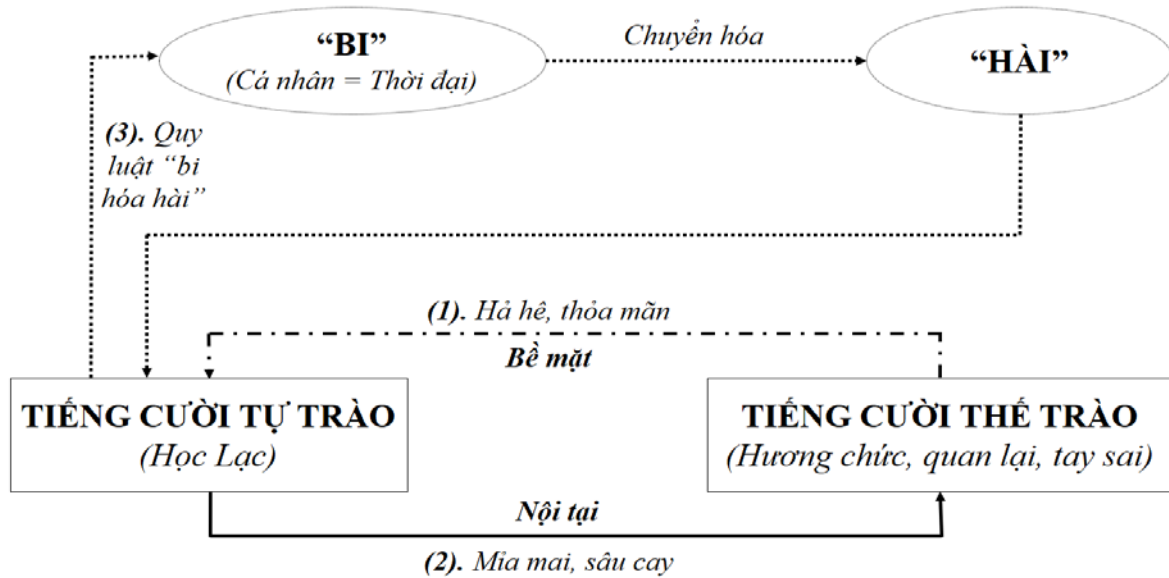 “BI”
(Cá nhân = Thời đại)
Chuyển hóa
“HÀI”
(3). Quy
luật “bi
hóa hài”
(1). Hả hê, thỏa mãn
Bề mặt
TIẾNG CƯỜI TỰ TRÀO
(Học Lạc)
TIẾNG CƯỜI THẾ TRÀO
(Hương chức, quan lại, tay sai)
Nội tại
(2). Mỉa mai, sâu cay